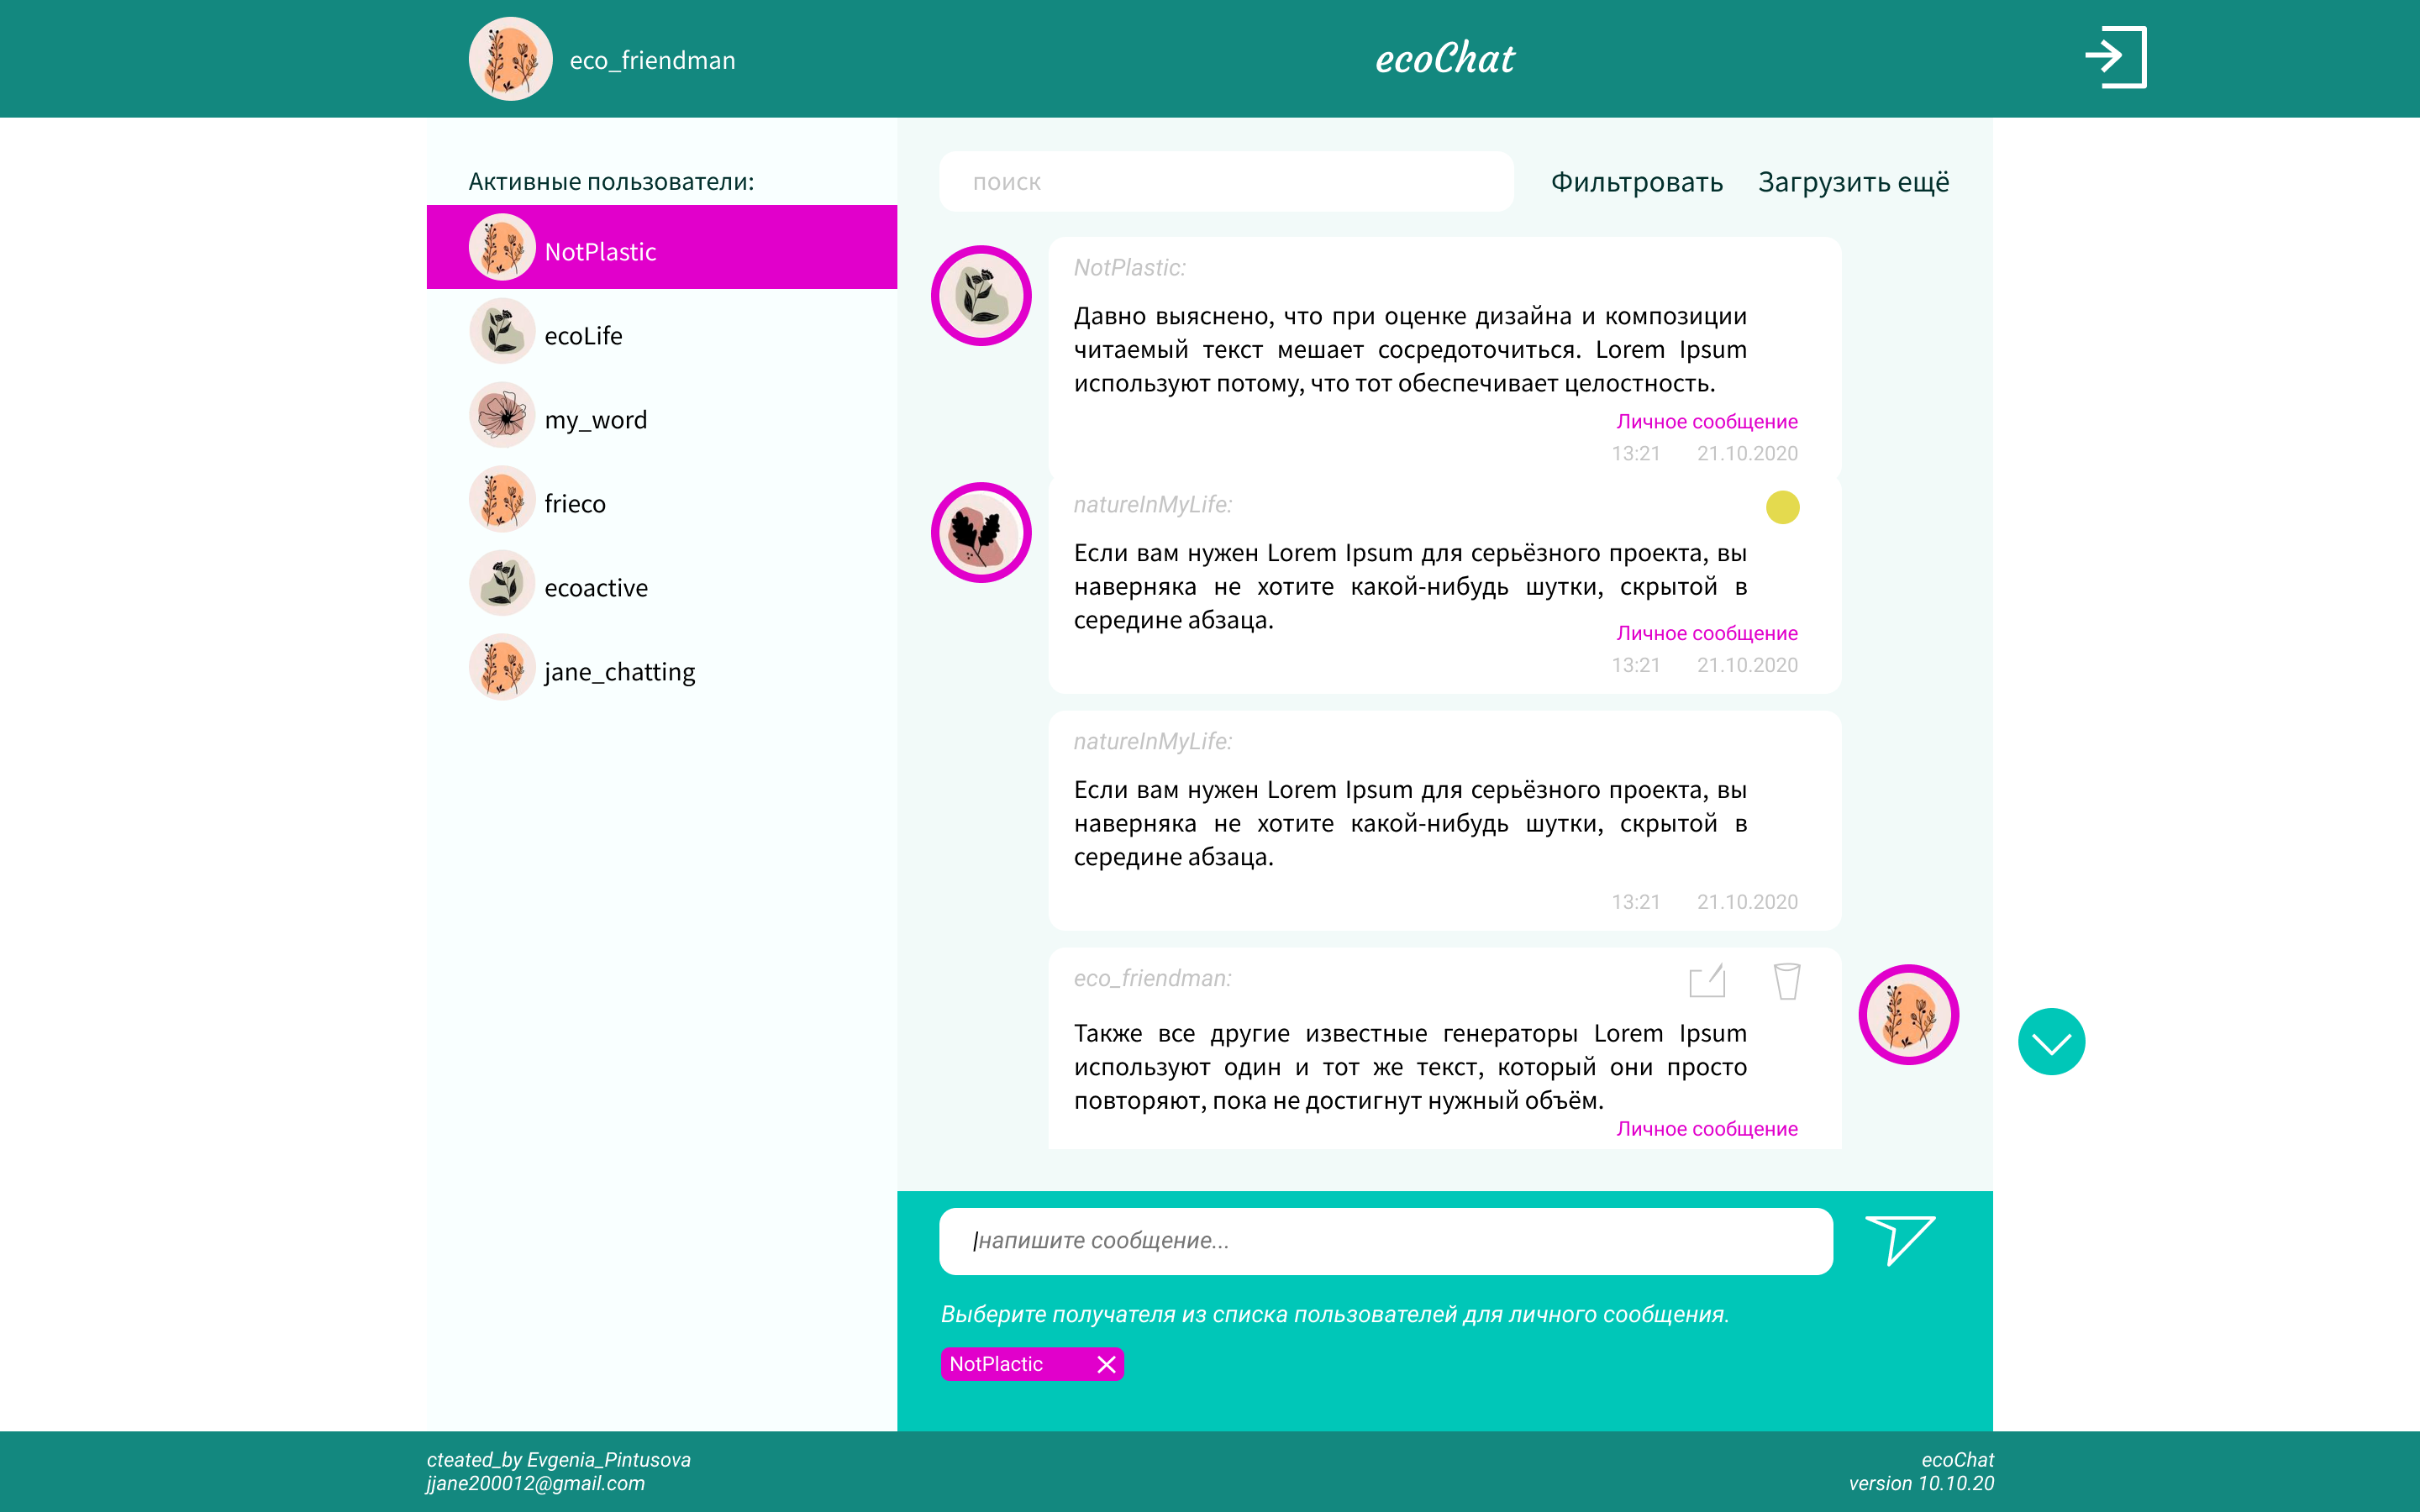 eco_friendman
ecoChat
Активные пользователи:
NotPlastic
ecoLife
my_word
frieco
ecoactive
jane_chatting
поиск
Фильтровать
Загрузить ещё
NotPlastic:
Давно выяснено, что при оценке дизайна и композиции
читаемый текст мешает сосредоточиться. Lorem Ipsum
используют потому, что тот обеспечивает целостность.
Личное сообщение
13:21 21.10.2020
natureInMyLife:
Если вам нужен Lorem Ipsum для серьёзного проекта, вы
наверняка не хотите какой-нибудь шутки, скрытой в
середине абзаца.
Личное сообщение
13:21 21.10.2020
natureInMyLife:
Если вам нужен Lorem Ipsum для серьёзного проекта, вы
наверняка не хотите какой-нибудь шутки, скрытой в
середине абзаца.
13:21 21.10.2020
eco_friendman:
Также все другие известные генераторы Lorem Ipsum
используют один и тот же текст, который они просто
повторяют, пока не достигнут нужный объём.
Личное сообщение
напишите сообщение...
Выберите получателя из списка пользователей для личного сообщения.
NotPlactic
cteated_by Evgenia_Pintusova
jjane200012@gmail.com
ecoChat
version 10.10.20